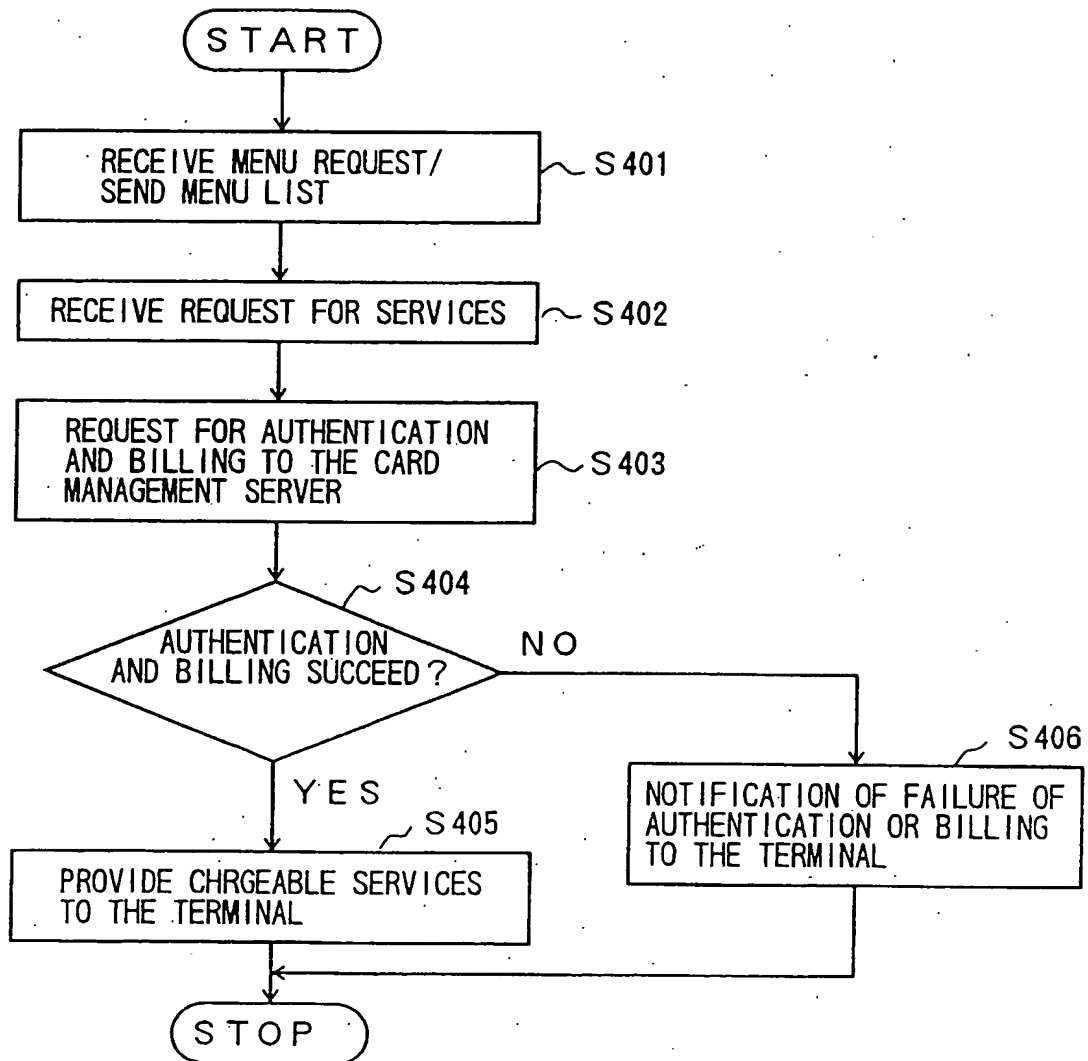 START
RECEIVE MENU REQUEST/
SEND MENU LIST
S401
RECEIVE REQUEST FOR SERVICES
S402
REQUEST FOR AUTHENTICATION
AND BILLING TO THE CARD
MANAGEMENT SERVER
S403
S404
AUTHENTICATION
AND BILLING SUCCEED?
NO
YES
S405
PROVIDE CHRGEABLE SERVICES
TO THE TERMINAL
S406
NOTIFICATION OF FAILURE OF
AUTHENTICATION OR BILLING
TO THE TERMINAL
STOP